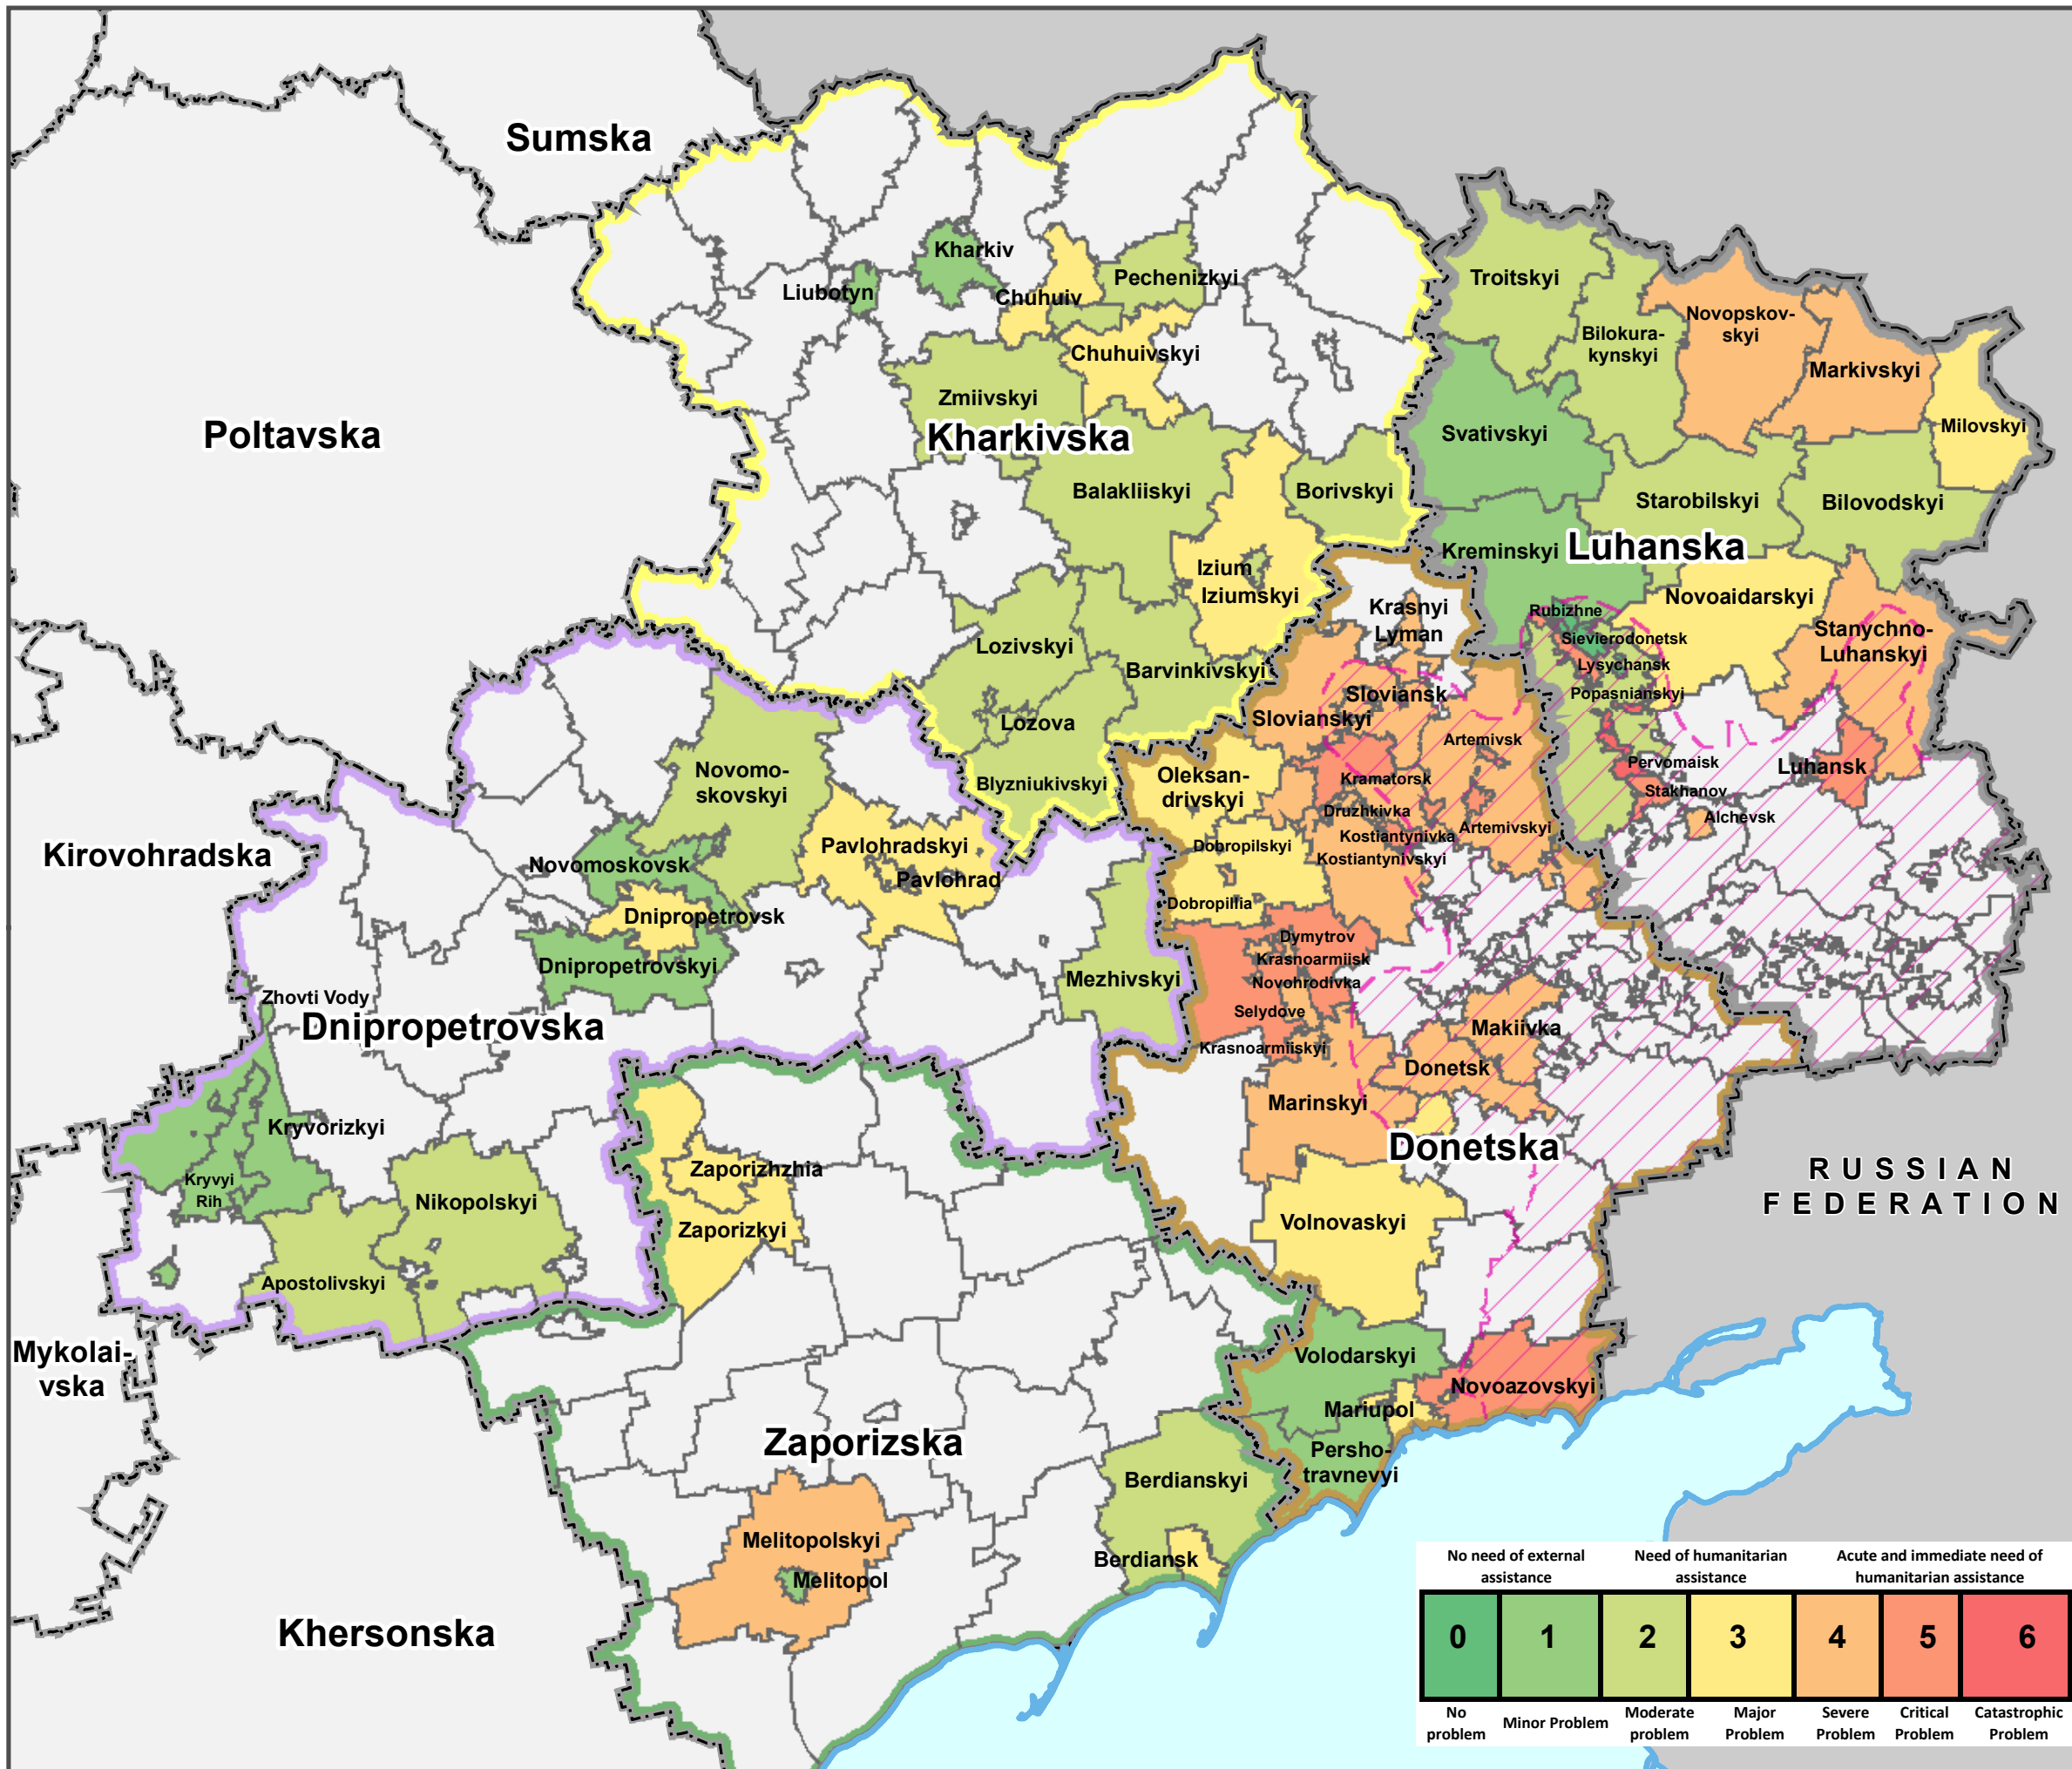 Sumska
Kharkiv
Liubotyn
Chuhuiv
Pechenizkyi
Troitskyi
Novopskov-
skyi
Bilokura-
kynskyi
Chuhuivskyi
Markivskyi
Zmiivskyi
Milovskyi
Poltavska
Kharkivska
Svativskyi
Balakliiskyi
Borivskyi
Starobilskyi
Bilovodskyi
Kreminskyi
Luhanska
Izium
Iziumskyi
Novoaidarskyi
Krasnyi
Lyman
Rubizhne
Sievierodonetsk
Stanychno-
Luhanskyi
Lozivskyi
Barvinkivskyi
Lysychansk
Popasnianskyi
Sloviansk
Slovianskyi
Lozova
Artemivsk
Blyzniukivskyi
Oleksan-
drivskyi
Kramatorsk
Pervomaisk
Luhansk
Stakhanov
Novomo-
skovskyi
Druzhkivka
Alchevsk
Artemivskyi
Kostiantynivka
Kostiantynivskyi
Kirovohradska
Pavlohradskyi
Dobropilskyi
Novomoskovsk
Pavlohrad
Dobropillia
Dnipropetrovsk
Dymytrov
Krasnoarmiisk
Dnipropetrovskyi
Mezhivskyi
Novohrodivka
Zhovti Vody
Selydove
Dnipropetrovska
Makiivka
Krasnoarmiiskyi
Donetsk
Marinskyi
Kryvorizkyi
Donetska
Zaporizhzhia
RUSSIAN
FEDERATION
Kryvyi
Rih
Nikopolskyi
Zaporizkyi
Volnovaskyi
Apostolivskyi
Mykolai-
vska
Volodarskyi
Novoazovskyi
Mariupol
Zaporizska
Persho-
travnevyi
Berdianskyi
Melitopolskyi
Berdiansk
Melitopol
Khersonska
No need of external
assistance
Need of humanitarian
assistance
Acute and immediate need of
humanitarian assistance
0 1 2 3 4 5 6
No
problem
Minor Problem
Moderate
problem
Major
Problem
Severe
Problem
Critical
Problem
Catastrophic
Problem